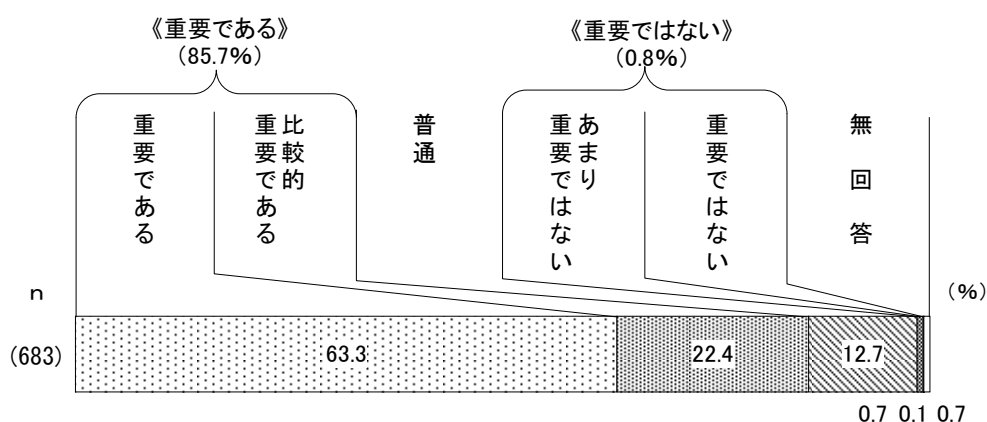 《重要である》
（85.7％）
《重要ではない》
（0.8％）
重要である
比較的
重要である
普通
あまり
重要ではない
重要ではない
無回答
n
（％）
(683)
63.3
22.4
12.7
0.7 0.1 0.7